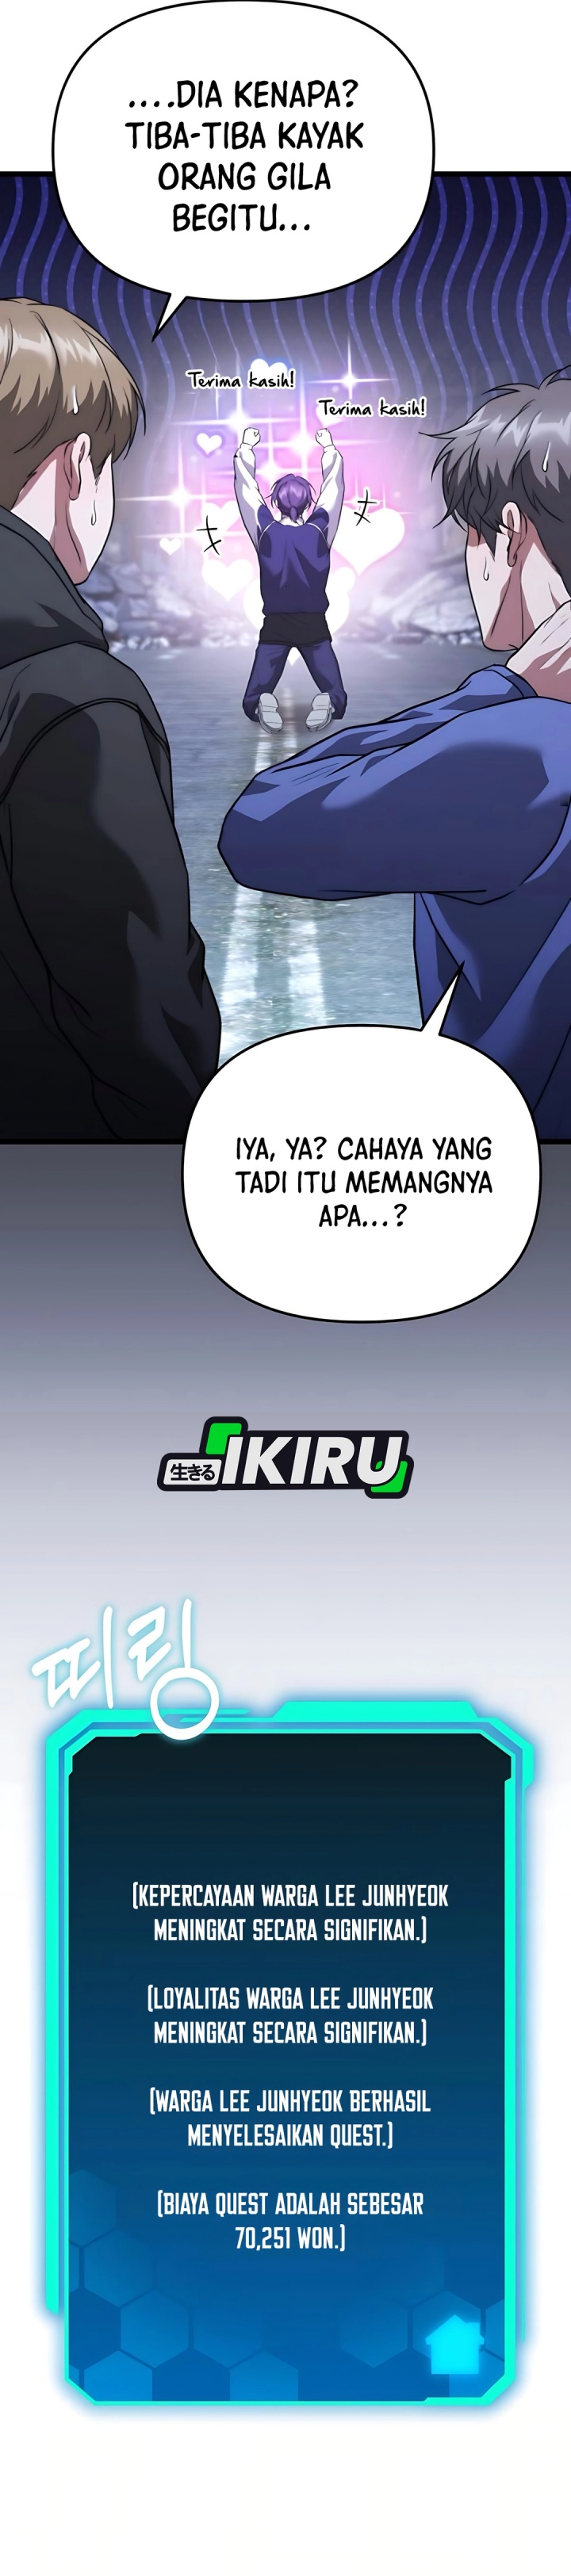 ....DIA KENAPA?
TIBA-TIBA KAYAK
ORANG GILA
BEGITU...
Terima kasih!
Terima kasih!
IYA, YA? CAHAYA YANG
TADI ITU MEMANGNYA
APA...?
生きる IKIRU
띠링
[KEPERCAYAAN WARGA LEE JUNHYEOK
MENINGKAT SECARA SIGNIFIKAN.]
[LOYALITAS WARGA LEE JUNHYEOK
MENINGKAT SECARA SIGNIFIKAN.]
[WARGA LEE JUNHYEOK BERHASIL
MENYELESAIKAN QUEST.]
[BIAYA QUEST ADALAH SEBESAR
70,251 WON.]